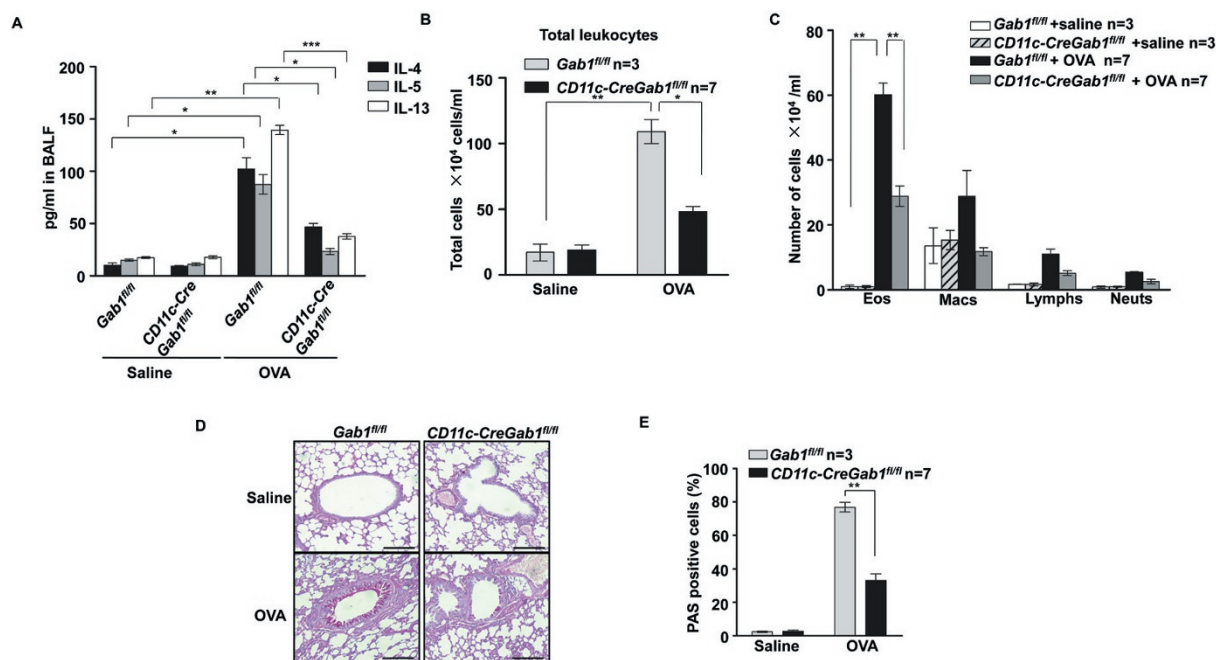 A
***
*
*
**
*
*
200
150
100
50
0
pg/ml in BALF
IL-4
IL-5
IL-13
Gab1fl/fl
CD11c-Cre
Gab1fl/fl
Gab1fl/fl
CD11c-Cre
Gab1fl/fl
Saline
OVA
B
Total leukocytes
Gab1fl/fl n=3
CD11c-CreGab1fl/fl n=7
**
*
150
100
50
0
Total cells ×10⁴ cells/ml
Saline
OVA
C
Gab1fl/fl +saline n=3
CD11c-CreGab1fl/fl +saline n=3
Gab1fl/fl + OVA n=7
CD11c-CreGab1fl/fl + OVA n=7
**
**
80
60
40
20
0
Number of cells ×10⁴ /ml
Eos
Macs
Lymphs
Neuts
D
Gab1fl/fl
CD11c-CreGab1fl/fl
Saline
OVA
E
Gab1fl/fl n=3
CD11c-CreGab1fl/fl n=7
**
100
80
60
40
20
0
PAS positive cells (%)
Saline
OVA